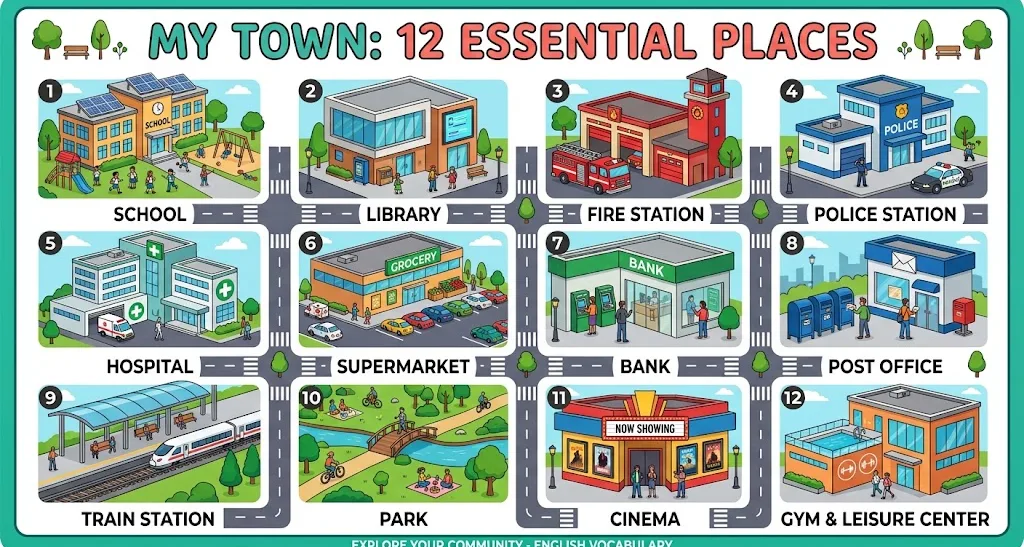 MY TOWN: 12 ESSENTIAL PLACES
1
SCHOOL
SCHOOL
2
LIBRARY
3
FIRE STATION
4
POLICE
POLICE STATION
5
HOSPITAL
6
GROCERY
SUPERMARKET
7
BANK
BANK
8
POST OFFICE
9
TRAIN STATION
10
PARK
11
NOW SHOWING
CINEMA
12
GYM & LEISURE CENTER
EXPLORE YOUR COMMUNITY - ENGLISH VOCABULARY